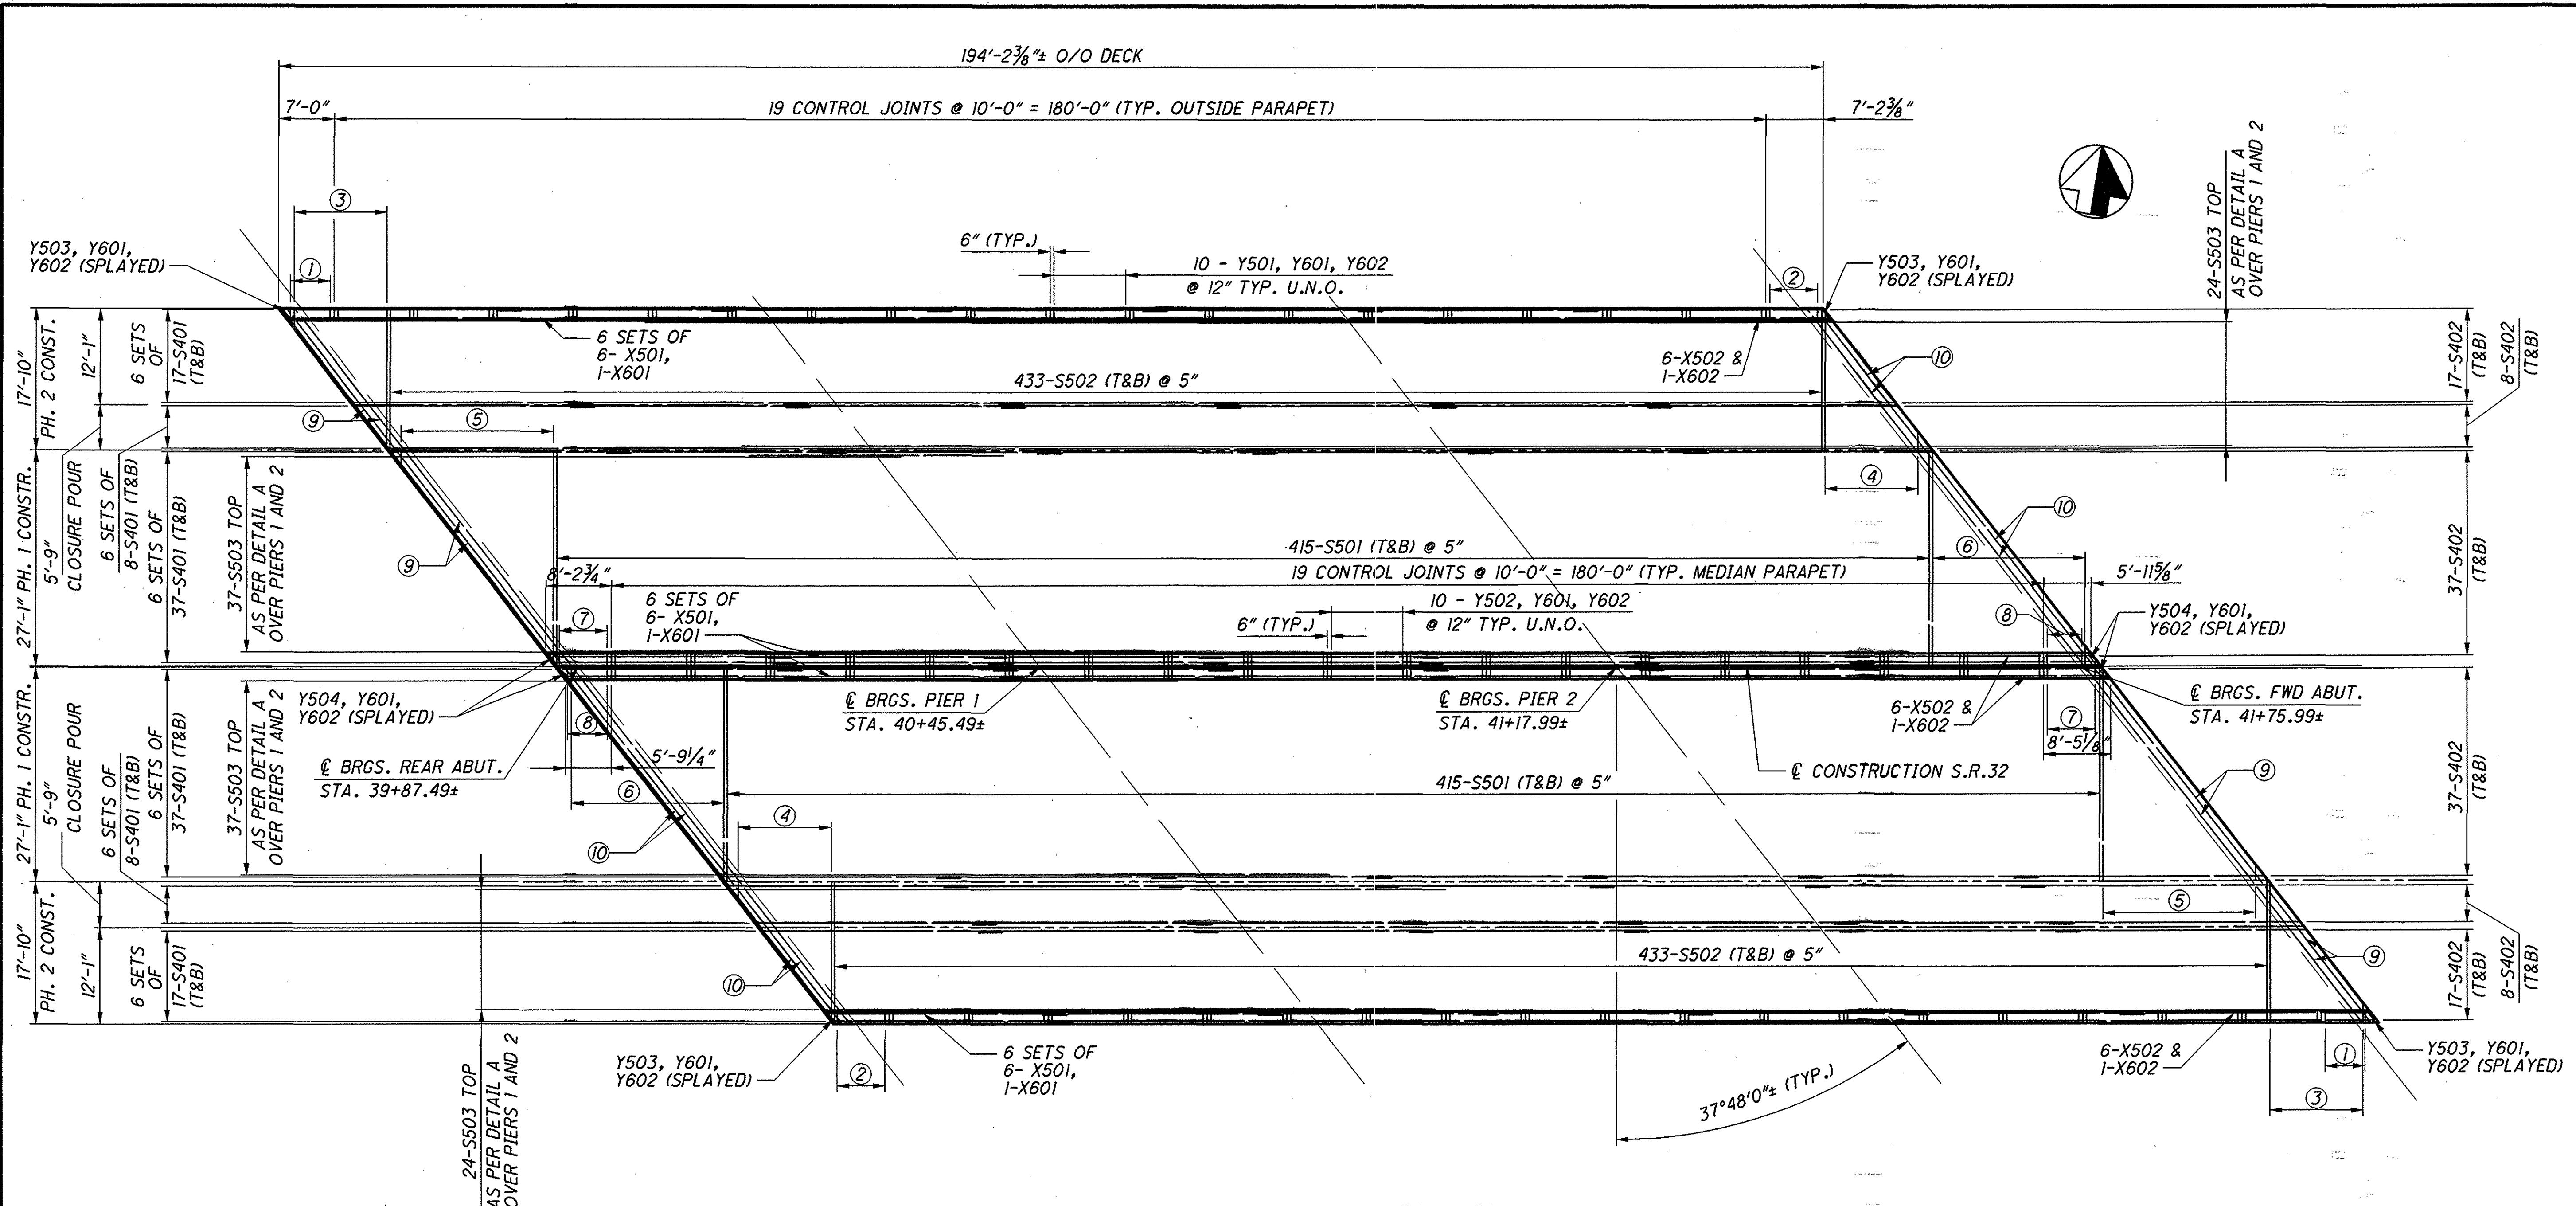 194'-2⅜"± O/O DECK
7'-0"
19 CONTROL JOINTS @ 10'-0" = 180'-0" (TYP. OUTSIDE PARAPET)
7'-2⅜"
24-S503 TOP
AS PER DETAIL A
OVER PIERS 1 AND 2
3
Y503, Y601,
Y602 (SPLAYED)
1
6" (TYP.)
10 - Y501, Y601, Y602
@ 12" TYP. U.N.O.
2
Y503, Y601,
Y602 (SPLAYED)
17'-10"
PH. 2 CONST.
12'-1"
6 SETS
OF
17-S401
(T&B)
6 SETS OF
6- X501,
1-X601
6-X502 &
1-X602
10
17-S402
(T&B)
8-S402
(T&B)
433-S502 (T&B) @ 5"
9
5
4
27'-1" PH. 1 CONSTR.
5'-9"
CLOSURE POUR
6 SETS OF
8-S401 (T&B)
6 SETS OF
37-S401 (T&B)
37-S503 TOP
AS PER DETAIL A
OVER PIERS 1 AND 2
9
10
37-S402
(T&B)
415-S501 (T&B) @ 5"
6
8'-2¾"
19 CONTROL JOINTS @ 10'-0" = 180'-0" (TYP. MEDIAN PARAPET)
5'-11⅝"
6 SETS OF
6- X501,
1-X601
7
6" (TYP.)
10 - Y502, Y601, Y602
@ 12" TYP. U.N.O.
8
Y504, Y601,
Y602 (SPLAYED)
Y504, Y601,
Y602 (SPLAYED)
8
℄ BRGS. PIER 1
STA. 40+45.49±
℄ BRGS. PIER 2
STA. 41+17.99±
6-X502 &
1-X602
7
8'-5⅛"
℄ BRGS. FWD ABUT.
STA. 41+75.99±
℄ BRGS. REAR ABUT.
STA. 39+87.49±
5'-9¼"
6
℄ CONSTRUCTION S.R.32
415-S501 (T&B) @ 5"
9
27'-1" PH. 1 CONSTR.
5'-9"
CLOSURE POUR
6 SETS OF
8-S401 (T&B)
6 SETS OF
37-S401 (T&B)
37-S503 TOP
AS PER DETAIL A
OVER PIERS 1 AND 2
4
10
37-S402
(T&B)
5
17'-10"
PH. 2 CONST.
12'-1"
6 SETS
OF
17-S401
(T&B)
10
433-S502 (T&B) @ 5"
9
17-S402
(T&B)
8-S402
(T&B)
24-S503 TOP
AS PER DETAIL A
OVER PIERS 1 AND 2
Y503, Y601,
Y602 (SPLAYED)
2
6 SETS OF
6- X501,
1-X601
37°48'0"± (TYP.)
6-X502 &
1-X602
1
3
Y503, Y601,
Y602 (SPLAYED)